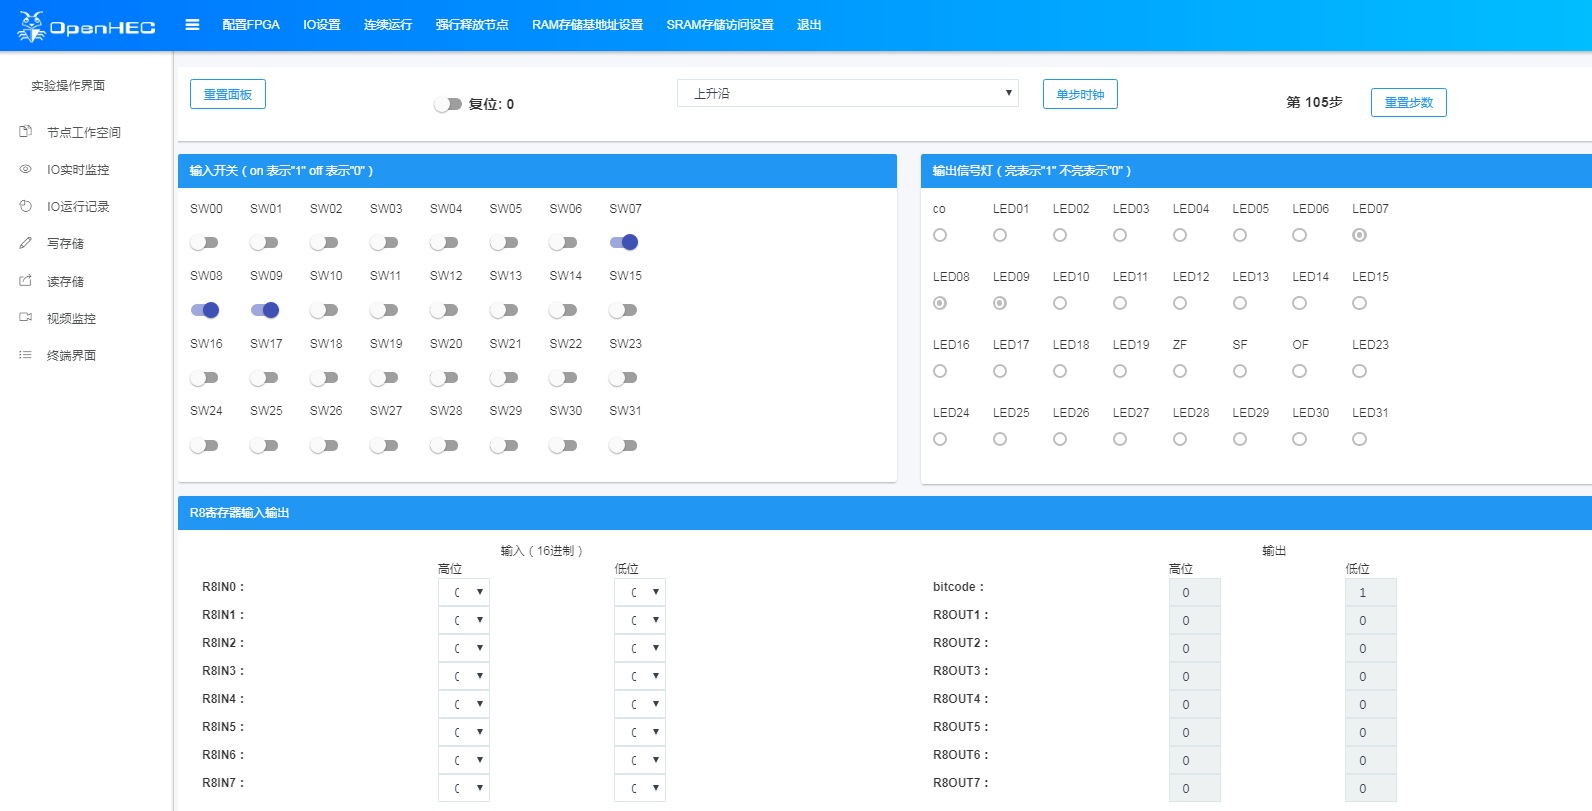 OpenHEC 配置FPGA IO设置 连续运行 强行释放节点 RAM存储基地址设置 SRAM存储访问设置 退出
实验操作界面
节点工作空间
IO实时监控
IO运行记录
写存储
读存储
视频监控
终端界面
重置面板 复位: 0 上升沿 单步时钟 第 105步 重置步数
输入开关（on 表示"1" off 表示"0"）
SW00 SW01 SW02 SW03 SW04 SW05 SW06 SW07
SW08 SW09 SW10 SW11 SW12 SW13 SW14 SW15
SW16 SW17 SW18 SW19 SW20 SW21 SW22 SW23
SW24 SW25 SW26 SW27 SW28 SW29 SW30 SW31
输出信号灯（亮表示"1" 不亮表示"0"）
co LED01 LED02 LED03 LED04 LED05 LED06 LED07
LED08 LED09 LED10 LED11 LED12 LED13 LED14 LED15
LED16 LED17 LED18 LED19 ZF SF OF LED23
LED24 LED25 LED26 LED27 LED28 LED29 LED30 LED31
R8寄存器输入输出
输入（16进制）
高位 低位
R8IN0：
R8IN1：
R8IN2：
R8IN3：
R8IN4：
R8IN5：
R8IN6：
R8IN7：
输出
高位 低位
bitcode： 0 1
R8OUT1： 0 0
R8OUT2： 0 0
R8OUT3： 0 0
R8OUT4： 0 0
R8OUT5： 0 0
R8OUT6： 0 0
R8OUT7： 0 0